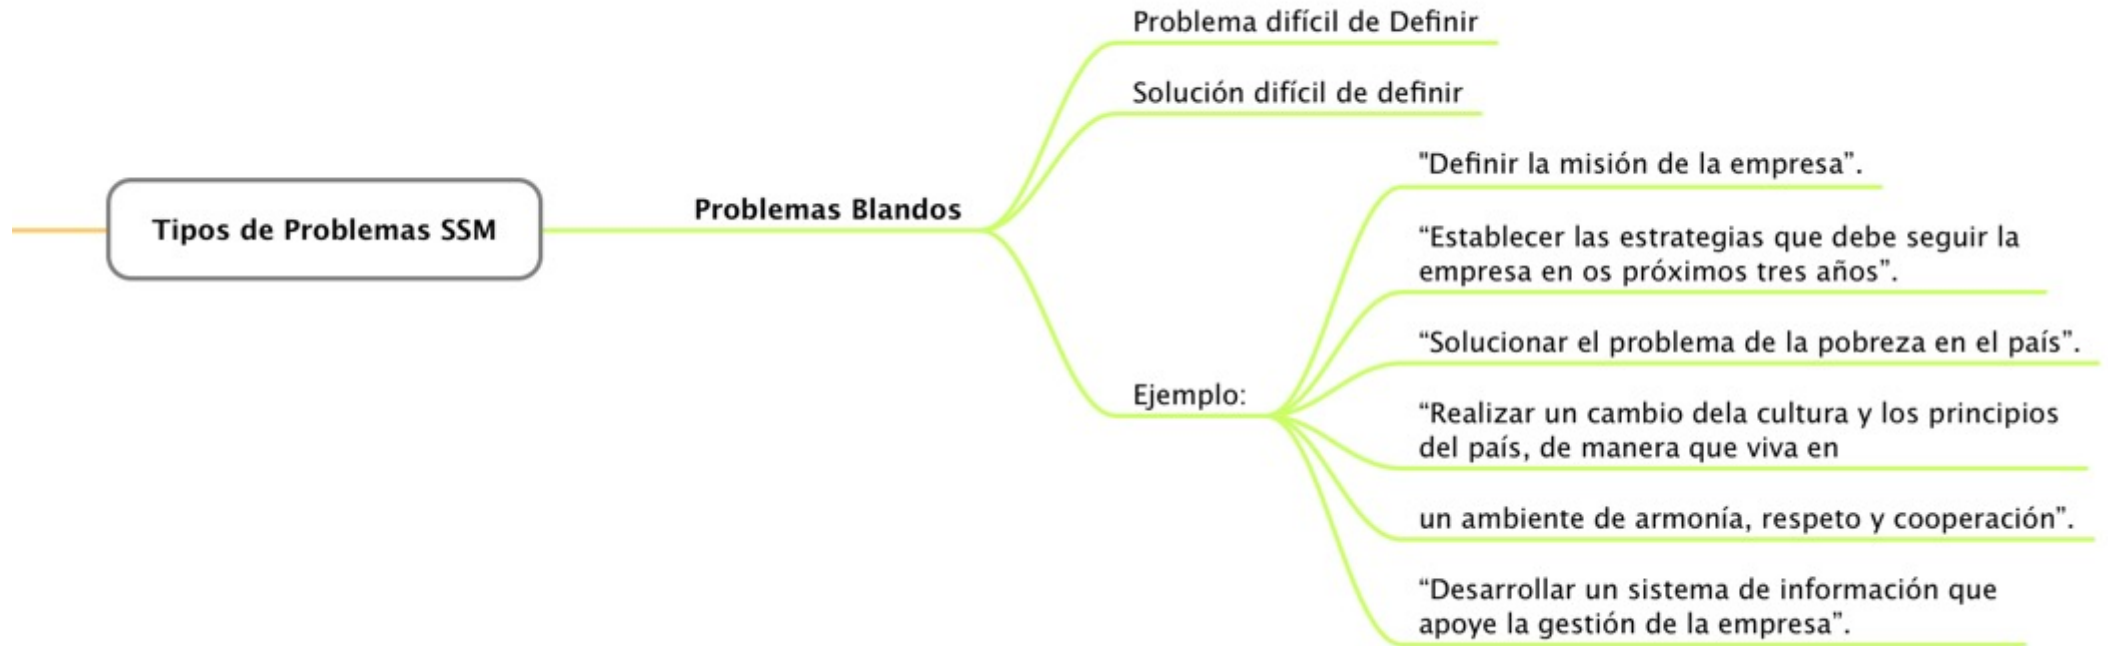 Problema difícil de Definir
Solución difícil de definir
"Definir la misión de la empresa”.
Tipos de Problemas SSM
Problemas Blandos
“Establecer las estrategias que debe seguir la
empresa en os próximos tres años”.
“Solucionar el problema de la pobreza en el país”.
Ejemplo:
“Realizar un cambio dela cultura y los principios
del país, de manera que viva en
un ambiente de armonía, respeto y cooperación”.
“Desarrollar un sistema de información que
apoye la gestión de la empresa”.